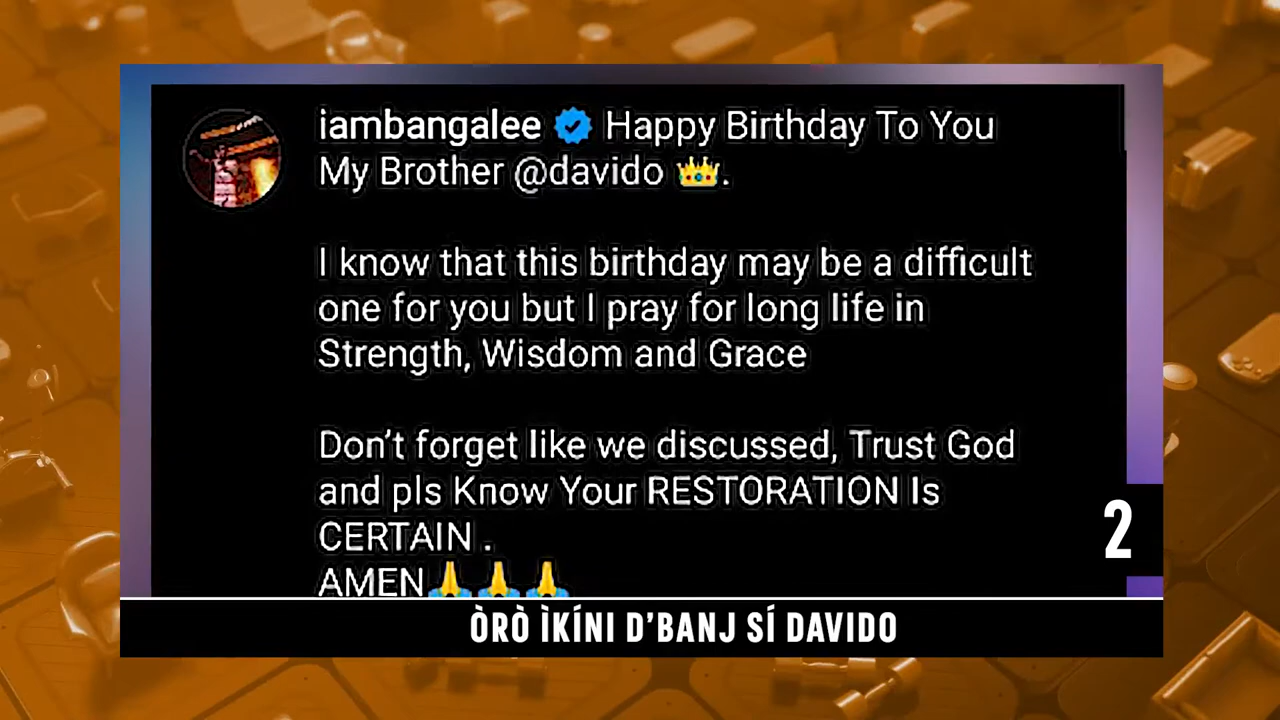 iambangalee Happy Birthday To You
My Brother @davido 👑.
I know that this birthday may be a difficult
one for you but I pray for long life in
Strength, Wisdom and Grace
Don't forget like we discussed, Trust God
and pls Know Your RESTORATION Is
CERTAIN .
AMEN🙏🙏🙏
2
ÒRÒ ÌKÍNI D'BANJ SÍ DAVIDO